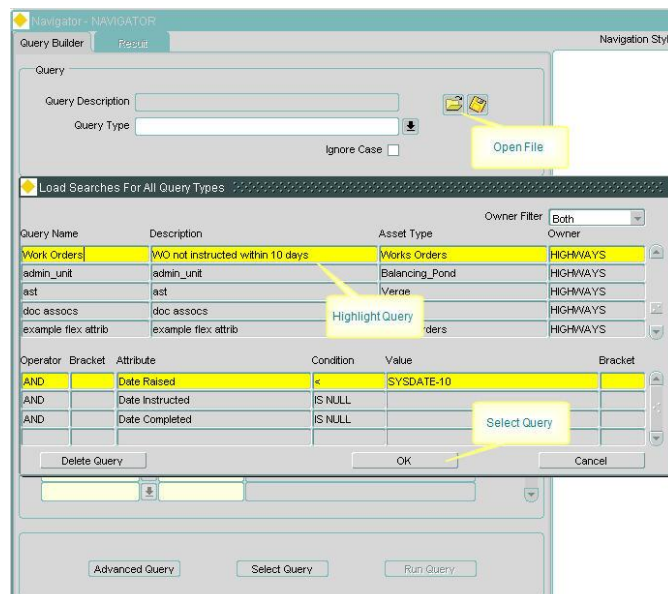 Navigator - NAVIGATOR
Query Builder Result Navigation Styl
Query
Query Description
Query Type
Ignore Case
Open File
Load Searches For All Query Types
Owner Filter Both
Query Name Description Asset Type Owner
Work Orders WO not instructed within 10 days Works Orders HIGHWAYS
admin_unit admin_unit Balancing_Pond HIGHWAYS
ast ast Verge HIGHWAYS
doc assocs doc assocs HIGHWAYS
example flex attrib example flex attrib rders HIGHWAYS
Highlight Query
Operator Bracket Attribute Condition Value Bracket
AND Date Raised < SYSDATE-10
AND Date Instructed IS NULL
AND Date Completed IS NULL
Select Query
Delete Query OK Cancel
Advanced Query Select Query Run Query